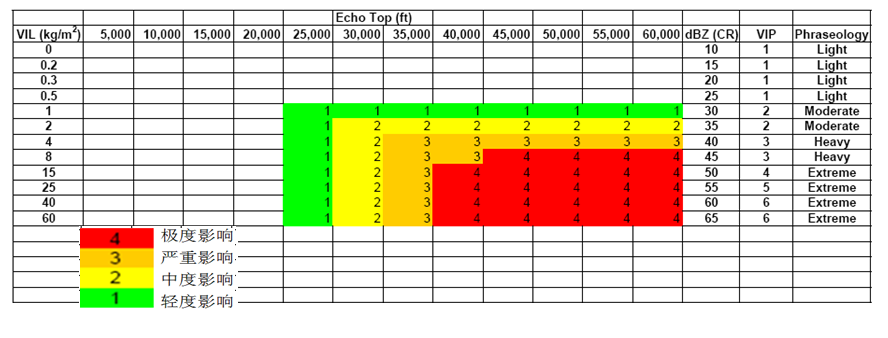 Echo Top (ft)
VIL (kg/m²) 5,000 10,000 15,000 20,000 25,000 30,000 35,000 40,000 45,000 50,000 55,000 60,000 dBZ (CR) VIP Phraseology
0 10 1 Light
0.2 15 1 Light
0.3 20 1 Light
0.5 25 1 Light
1 1 1 1 1 1 1 1 1 30 2 Moderate
2 1 2 2 2 2 2 2 2 35 2 Moderate
4 1 2 3 3 3 3 3 3 40 3 Heavy
8 1 2 3 3 4 4 4 4 45 3 Heavy
15 1 2 3 4 4 4 4 4 50 4 Extreme
25 1 2 3 4 4 4 4 4 55 5 Extreme
40 1 2 3 4 4 4 4 4 60 6 Extreme
60 1 2 3 4 4 4 4 4 65 6 Extreme
4 极度影响
3 严重影响
2 中度影响
1 轻度影响